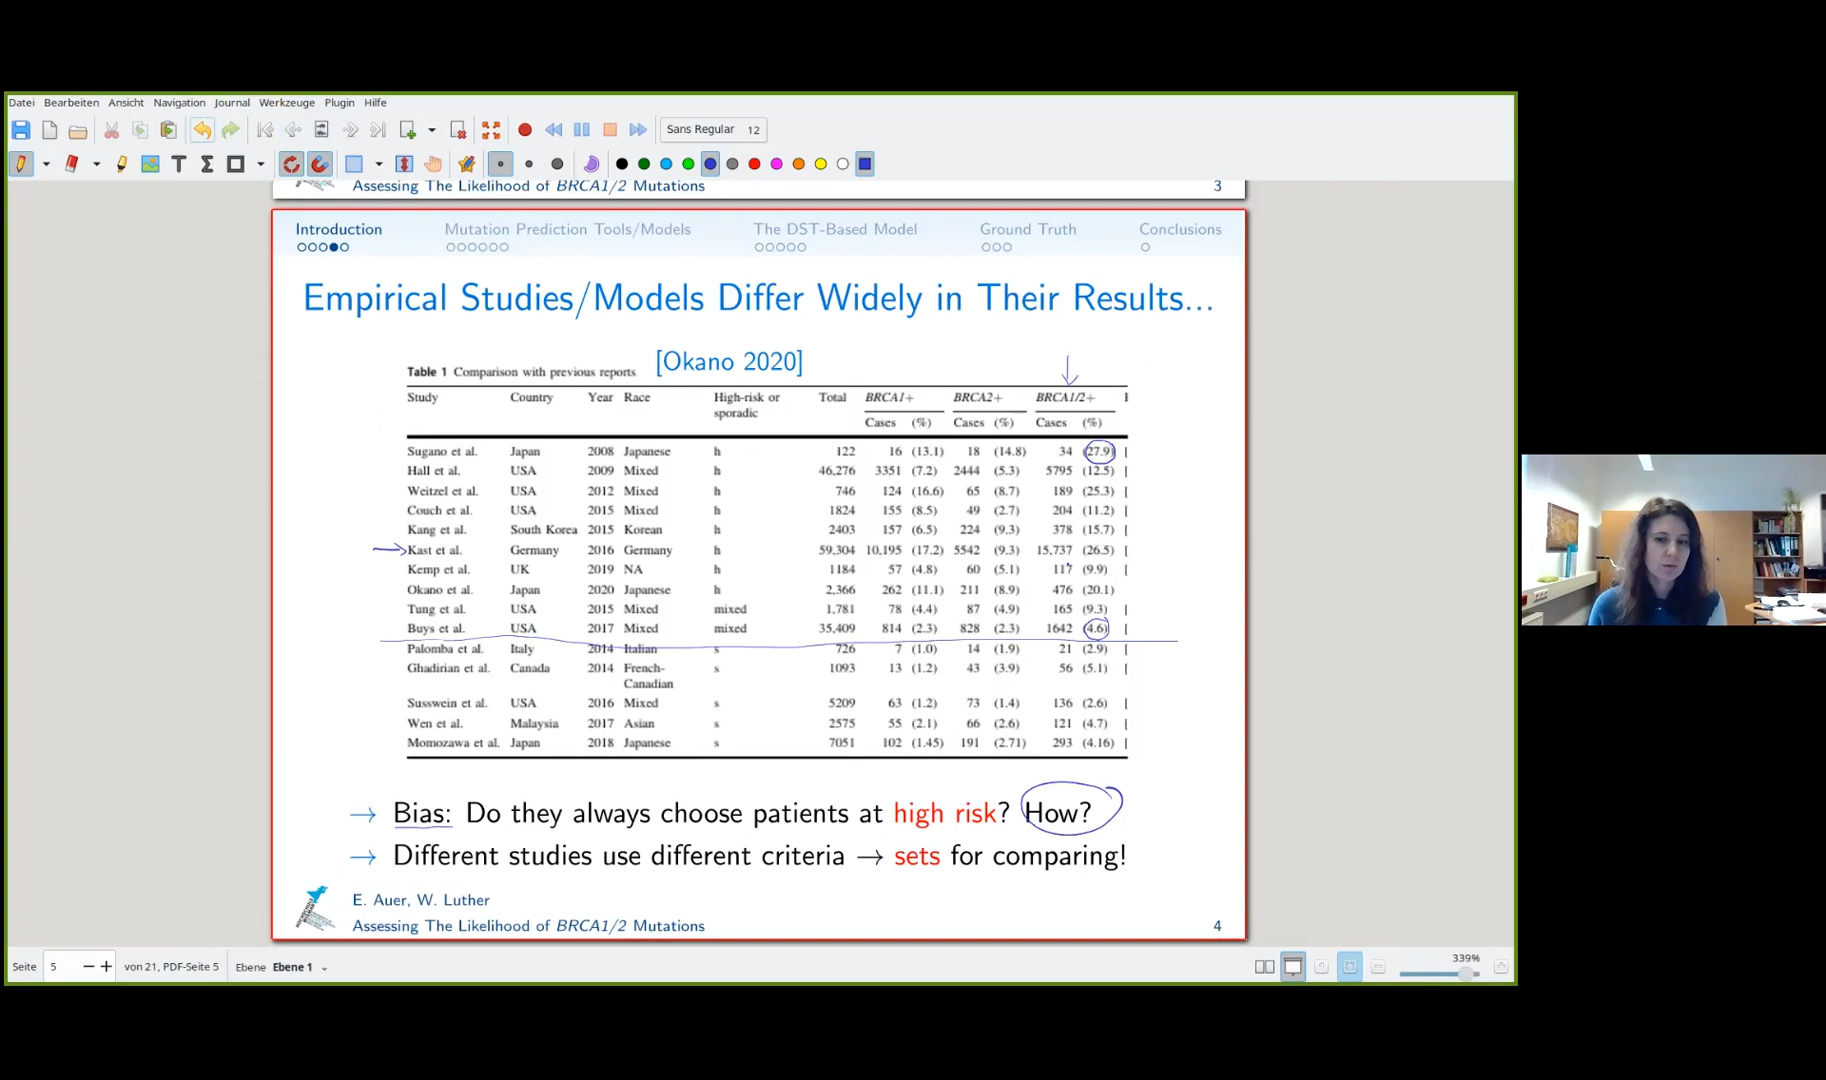 Datei Bearbeiten Ansicht Navigation Journal Werkzeuge Plugin Hilfe
Sans Regular 12
Assessing The Likelihood of BRCA1/2 Mutations 3
Introduction Mutation Prediction Tools/Models The DST-Based Model Ground Truth Conclusions
Empirical Studies/Models Differ Widely in Their Results...
[Okano 2020]
Table 1 Comparison with previous reports
Study Country Year Race High-risk or sporadic Total BRCA1+ BRCA2+ BRCA1/2+
Cases (%) Cases (%) Cases (%)
Sugano et al. Japan 2008 Japanese h 122 16 (13.1) 18 (14.8) 34 (27.9)
Hall et al. USA 2009 Mixed h 46,276 3351 (7.2) 2444 (5.3) 5795 (12.5)
Weitzel et al. USA 2012 Mixed h 746 124 (16.6) 65 (8.7) 189 (25.3)
Couch et al. USA 2015 Mixed h 1824 155 (8.5) 49 (2.7) 204 (11.2)
Kang et al. South Korea 2015 Korean h 2403 157 (6.5) 224 (9.3) 378 (15.7)
Kast et al. Germany 2016 Germany h 59,304 10,195 (17.2) 5542 (9.3) 15,737 (26.5)
Kemp et al. UK 2019 NA h 1184 57 (4.8) 60 (5.1) 117 (9.9)
Okano et al. Japan 2020 Japanese h 2,366 262 (11.1) 211 (8.9) 476 (20.1)
Tung et al. USA 2015 Mixed mixed 1,781 78 (4.4) 87 (4.9) 165 (9.3)
Buys et al. USA 2017 Mixed mixed 35,409 814 (2.3) 828 (2.3) 1642 (4.6)
Palomba et al. Italy 2014 Italian s 726 7 (1.0) 14 (1.9) 21 (2.9)
Ghadirian et al. Canada 2014 French-Canadian s 1093 13 (1.2) 43 (3.9) 56 (5.1)
Susswein et al. USA 2016 Mixed s 5209 63 (1.2) 73 (1.4) 136 (2.6)
Wen et al. Malaysia 2017 Asian s 2575 55 (2.1) 66 (2.6) 121 (4.7)
Momozawa et al. Japan 2018 Japanese s 7051 102 (1.45) 191 (2.71) 293 (4.16)
→ Bias: Do they always choose patients at high risk? How?
→ Different studies use different criteria → sets for comparing!
E. Auer, W. Luther
Assessing The Likelihood of BRCA1/2 Mutations 4
Seite 5 von 21, PDF-Seite 5 Ebene Ebene 1 339%